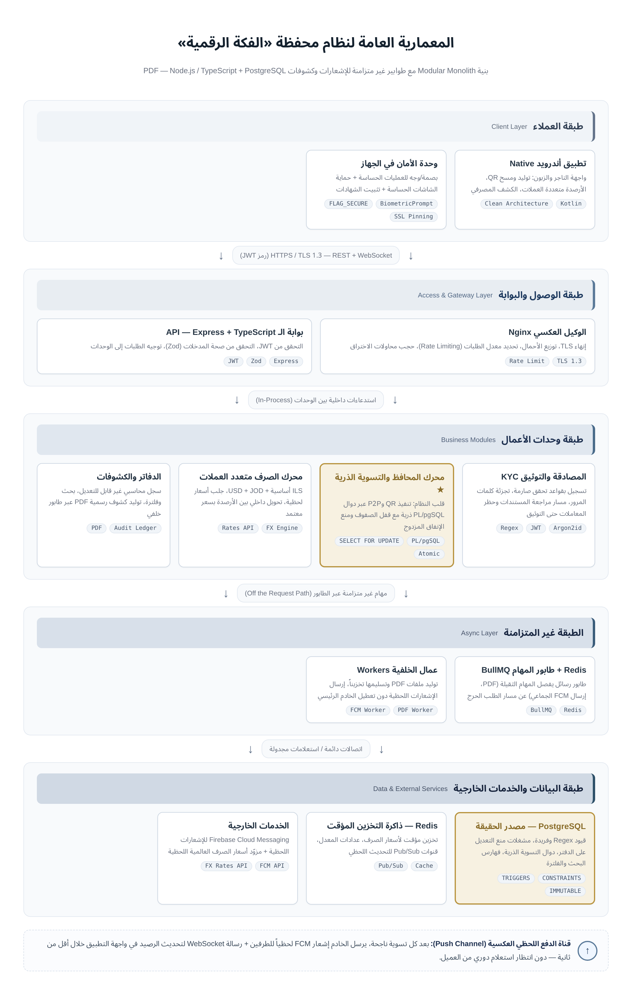 المعمارية العامة لنظام محفظة «الفكة الرقمية»
بنية Modular Monolith مع طوابير غير متزامنة للإشعارات وكشوفات PDF — Node.js / TypeScript + PostgreSQL
طبقة العملاء Client Layer
تطبيق أندرويد Native
واجهة التاجر والزبون: توليد ومسح QR،
الأرصدة متعددة العملات، الكشف المصرفي
Kotlin Clean Architecture
وحدة الأمان في الجهاز
بصمة/وجه للعمليات الحساسة + حماية
الشاشات الحساسة + تثبيت الشهادات
BiometricPrompt FLAG_SECURE
SSL Pinning
↓ HTTPS / TLS 1.3 — REST + WebSocket (رمز JWT) ↓
طبقة الوصول والبوابة Access & Gateway Layer
الوكيل العكسي Nginx
إنهاء TLS، توزيع الأحمال، تحديد معدل الطلبات (Rate Limiting)، حجب محاولات الاختراق
TLS 1.3 Rate Limit
بوابة الـ API — Express + TypeScript
التحقق من JWT، التحقق من صحة المدخلات (Zod)، توجيه الطلبات إلى الوحدات
Express Zod JWT
↓ استدعاءات داخلية بين الوحدات (In-Process) ↓
طبقة وحدات الأعمال Business Modules
المصادقة والتوثيق KYC
تسجيل بقواعد تحقق صارمة، تجزئة كلمات
المرور، مسار مراجعة المستندات وحظر
المعاملات حتى التوثيق
Argon2id JWT Regex
محرك المحافظ والتسوية الذرية
★
قلب النظام: تنفيذ QR وP2P عبر دوال
PL/pgSQL ذرية مع قفل الصفوف ومنع
الإنفاق المزدوج
PL/pgSQL SELECT FOR UPDATE
Atomic
محرك الصرف متعدد العملات
ILS أساسية + USD + JOD، جلب أسعار
لحظية، تحويل داخلي بين الأرصدة بسعر
معتمد
FX Engine Rates API
الدفاتر والكشوفات
سجل محاسبي غير قابل للتعديل، بحث
وفلترة، توليد كشوف رسمية PDF عبر طابور
خلفي
Audit Ledger PDF
↓ مهام غير متزامنة عبر الطابور (Off the Request Path) ↓
الطبقة غير المتزامنة Async Layer
Redis + طابور المهام BullMQ
طابور رسائل يفصل المهام الثقيلة (PDF،
إرسال FCM الجماعي) عن مسار الطلب الحرج
Redis BullMQ
عمال الخلفية Workers
توليد ملفات PDF وتسليمها تخزيناً، إرسال
الإشعارات اللحظية دون تعطيل الخادم الرئيسي
PDF Worker FCM Worker
↓ اتصالات دائمة / استعلامات مجدولة ↓
طبقة البيانات والخدمات الخارجية Data & External Services
PostgreSQL — مصدر الحقيقة
قيود Regex وفريدة، مشغلات منع التعديل
على الدفتر، دوال التسوية الذرية، فهارس
البحث والفلترة
CONSTRAINTS TRIGGERS
IMMUTABLE
Redis — ذاكرة التخزين المؤقت
تخزين مؤقت لأسعار الصرف، عدادات المعدل،
قنوات Pub/Sub للتحديث اللحظي
Cache Pub/Sub
الخدمات الخارجية
Firebase Cloud Messaging للإشعارات
اللحظية + مزوّد أسعار الصرف العالمية اللحظية
FCM API FX Rates API
↑
قناة الدفع اللحظي العكسية (Push Channel): بعد كل تسوية ناجحة، يرسل الخادم إشعار FCM لحظياً للطرفين + رسالة WebSocket لتحديث الرصيد في واجهة التطبيق خلال أقل من
ثانية — دون انتظار استعلام دوري من العميل.